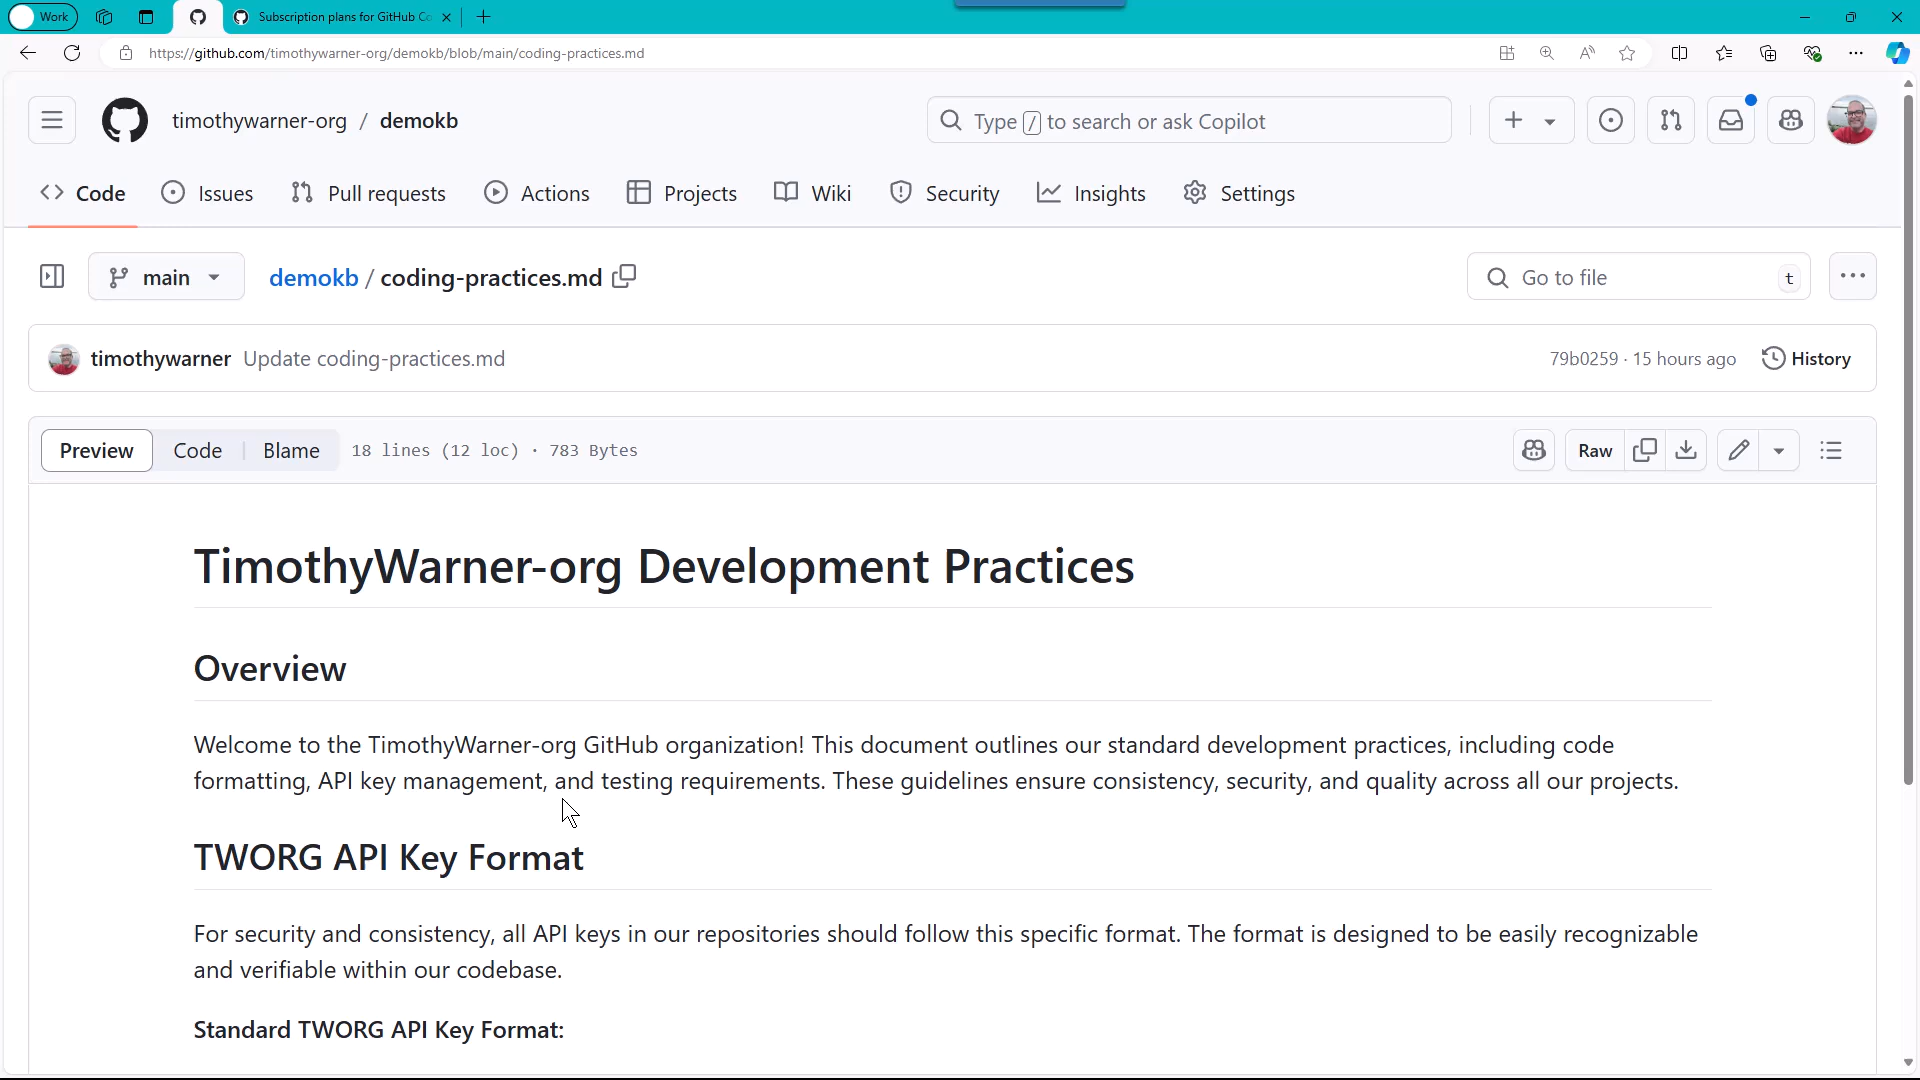 Work
Subscription plans for GitHub Co
https://github.com/timothywarner-org/demokb/blob/main/coding-practices.md
timothywarner-org / demokb
Type / to search or ask Copilot
Code Issues Pull requests Actions Projects Wiki Security Insights Settings
main demokb / coding-practices.md Go to file t
timothywarner Update coding-practices.md 79b0259 · 15 hours ago History
Preview Code Blame 18 lines (12 loc) · 783 Bytes Raw
TimothyWarner-org Development Practices
Overview
Welcome to the TimothyWarner-org GitHub organization! This document outlines our standard development practices, including code
formatting, API key management, and testing requirements. These guidelines ensure consistency, security, and quality across all our projects.
TWORG API Key Format
For security and consistency, all API keys in our repositories should follow this specific format. The format is designed to be easily recognizable
and verifiable within our codebase.
Standard TWORG API Key Format: